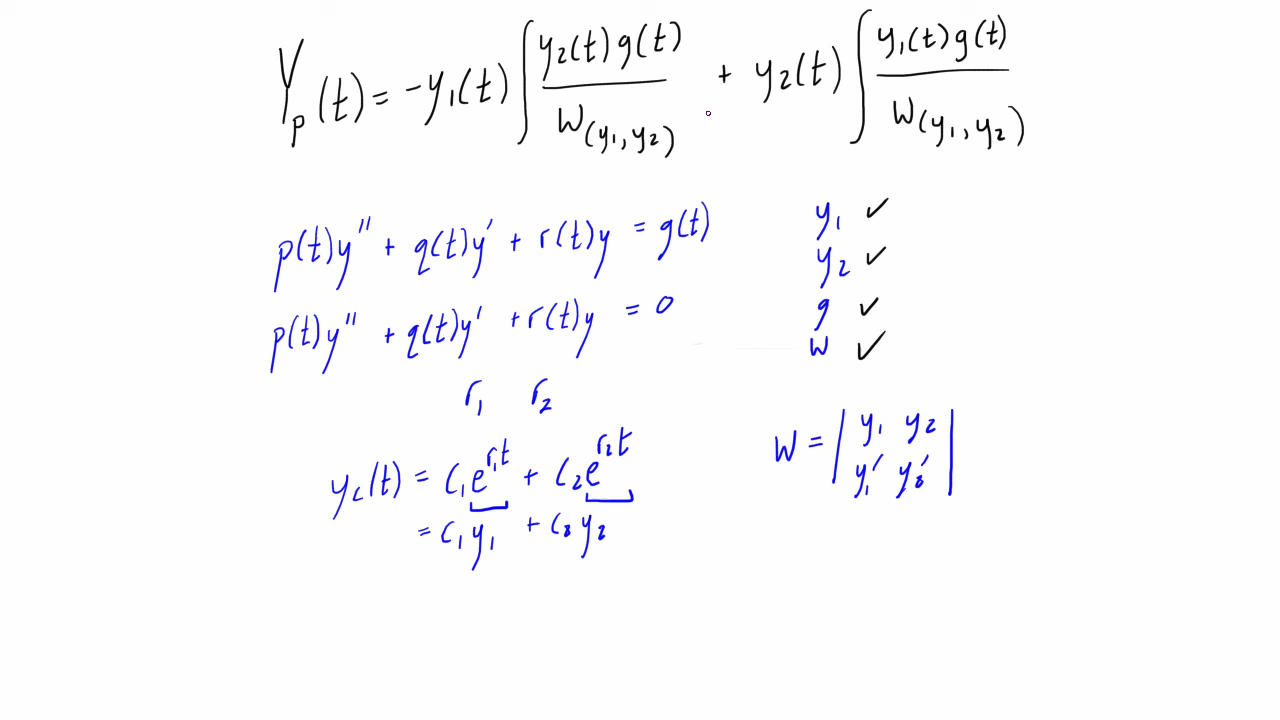 Yₚ(t) = -y₁(t) ∫ y₂(t)g(t) / W(y₁,y₂) + y₂(t) ∫ y₁(t)g(t) / W(y₁,y₂)
p(t)y'' + q(t)y' + r(t)y = g(t)
p(t)y'' + q(t)y' + r(t)y = 0
r₁ r₂
y_c(t) = c₁e^(r₁t) + c₂e^(r₂t)
= c₁y₁ + c₂y₂
y₁ ✓
y₂ ✓
g ✓
W ✓
W = | y₁ y₂ |
| y₁' y₂' |